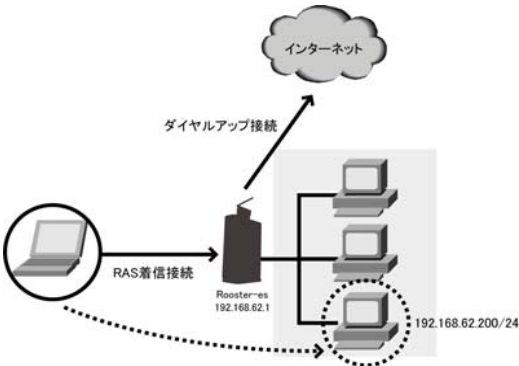 インターネット
ダイヤルアップ接続
RAS着信接続
Rooster-es
192.168.62.1
192.168.62.200/24